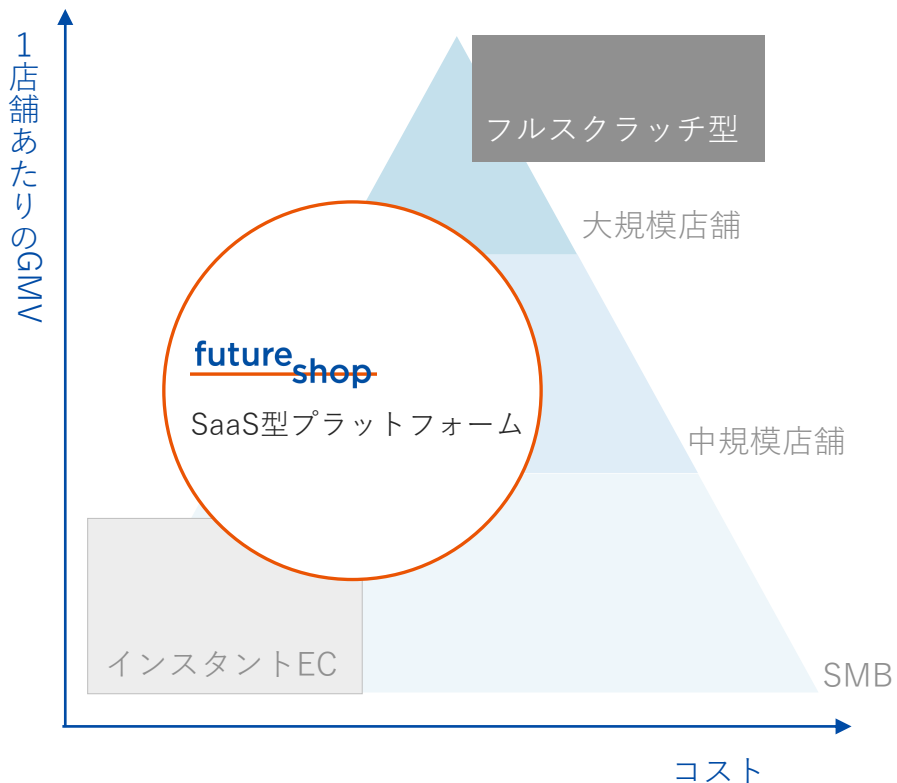 1店舗あたりのGMV
フルスクラッチ型
大規模店舗
future
shop
SaaS型プラットフォーム
中規模店舗
インスタントEC
SMB
コスト